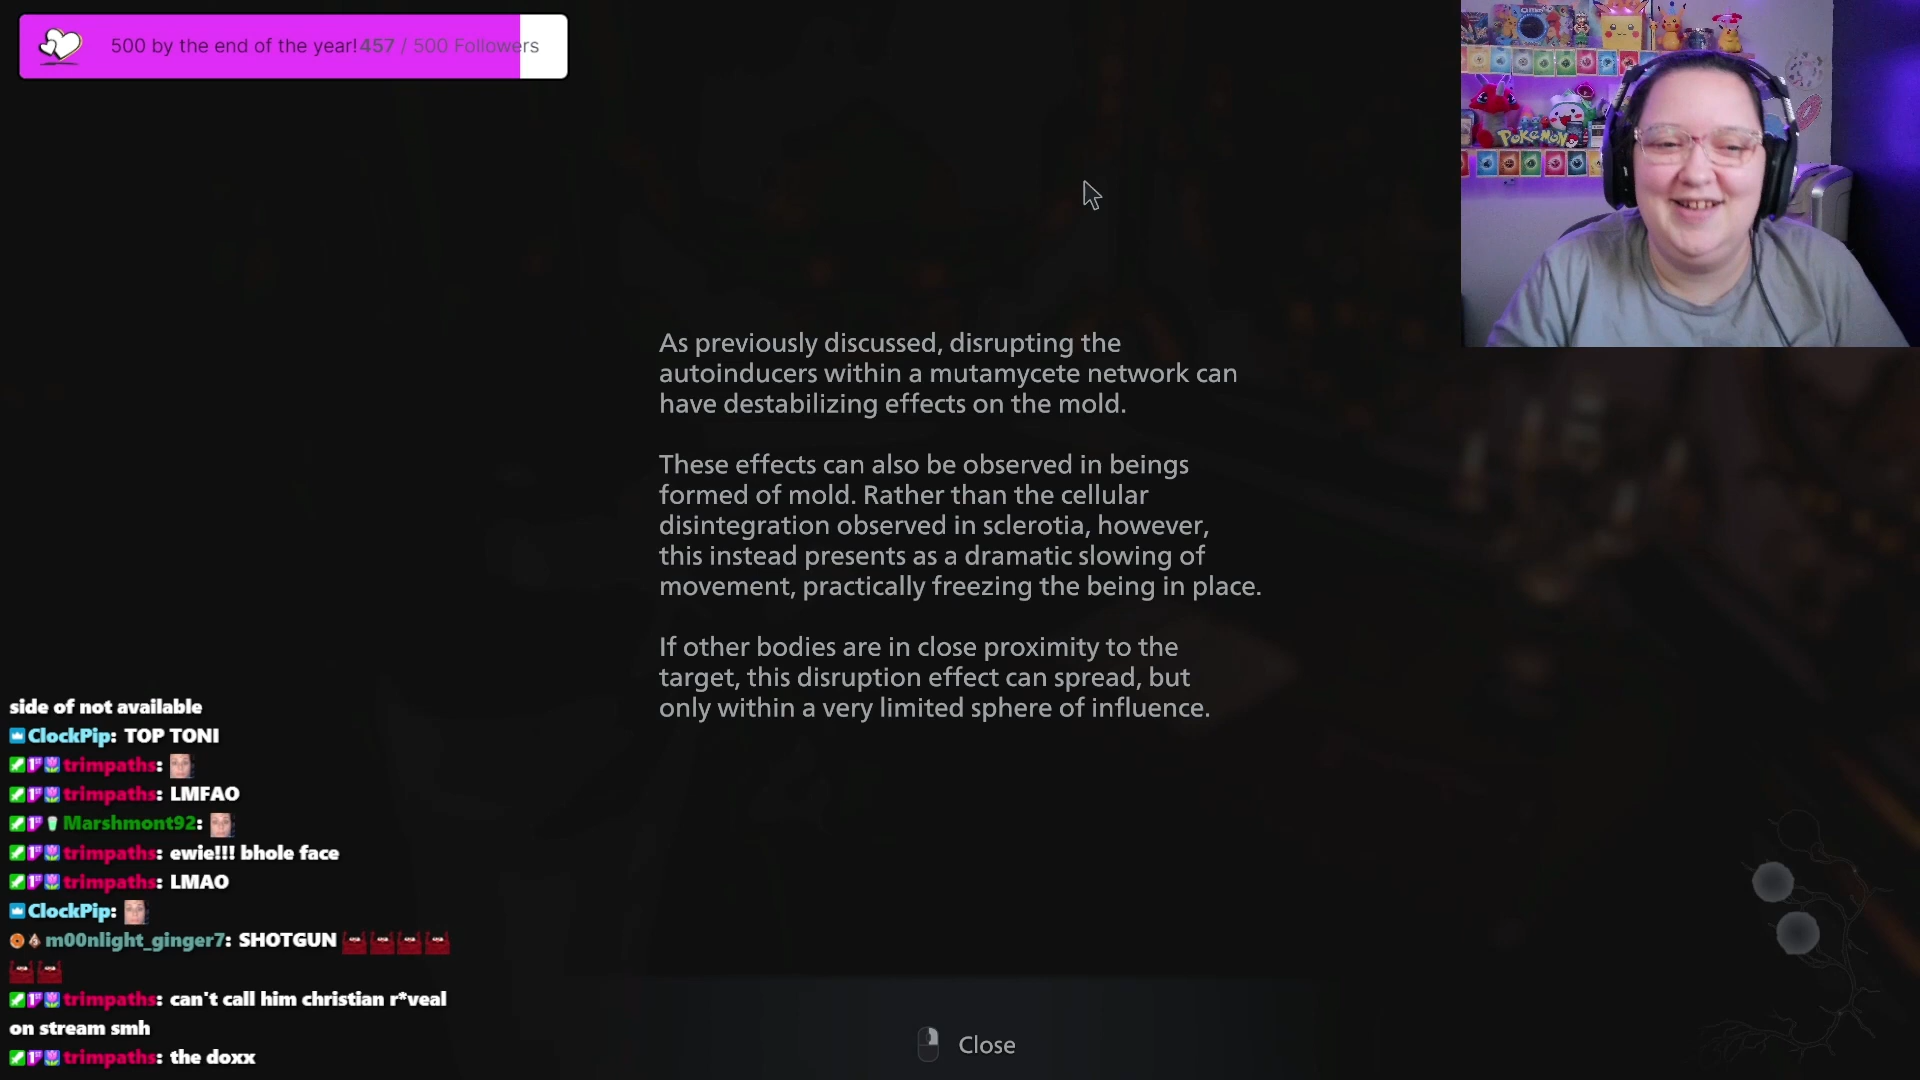 500 by the end of the year!457 / 500 Followers
POKéMON
As previously discussed, disrupting the
autoinducers within a mutamycete network can
have destabilizing effects on the mold.
These effects can also be observed in beings
formed of mold. Rather than the cellular
disintegration observed in sclerotia, however,
this instead presents as a dramatic slowing of
movement, practically freezing the being in place.
If other bodies are in close proximity to the
target, this disruption effect can spread, but
only within a very limited sphere of influence.
side of not available
ClockPip: TOP TONI
trimpaths:
trimpaths: LMFAO
Marshmont92:
trimpaths: ewie!!! bhole face
trimpaths: LMAO
ClockPip:
m00nlight_ginger7: SHOTGUN
trimpaths: can't call him christian r*veal
on stream smh
trimpaths: the doxx
Close